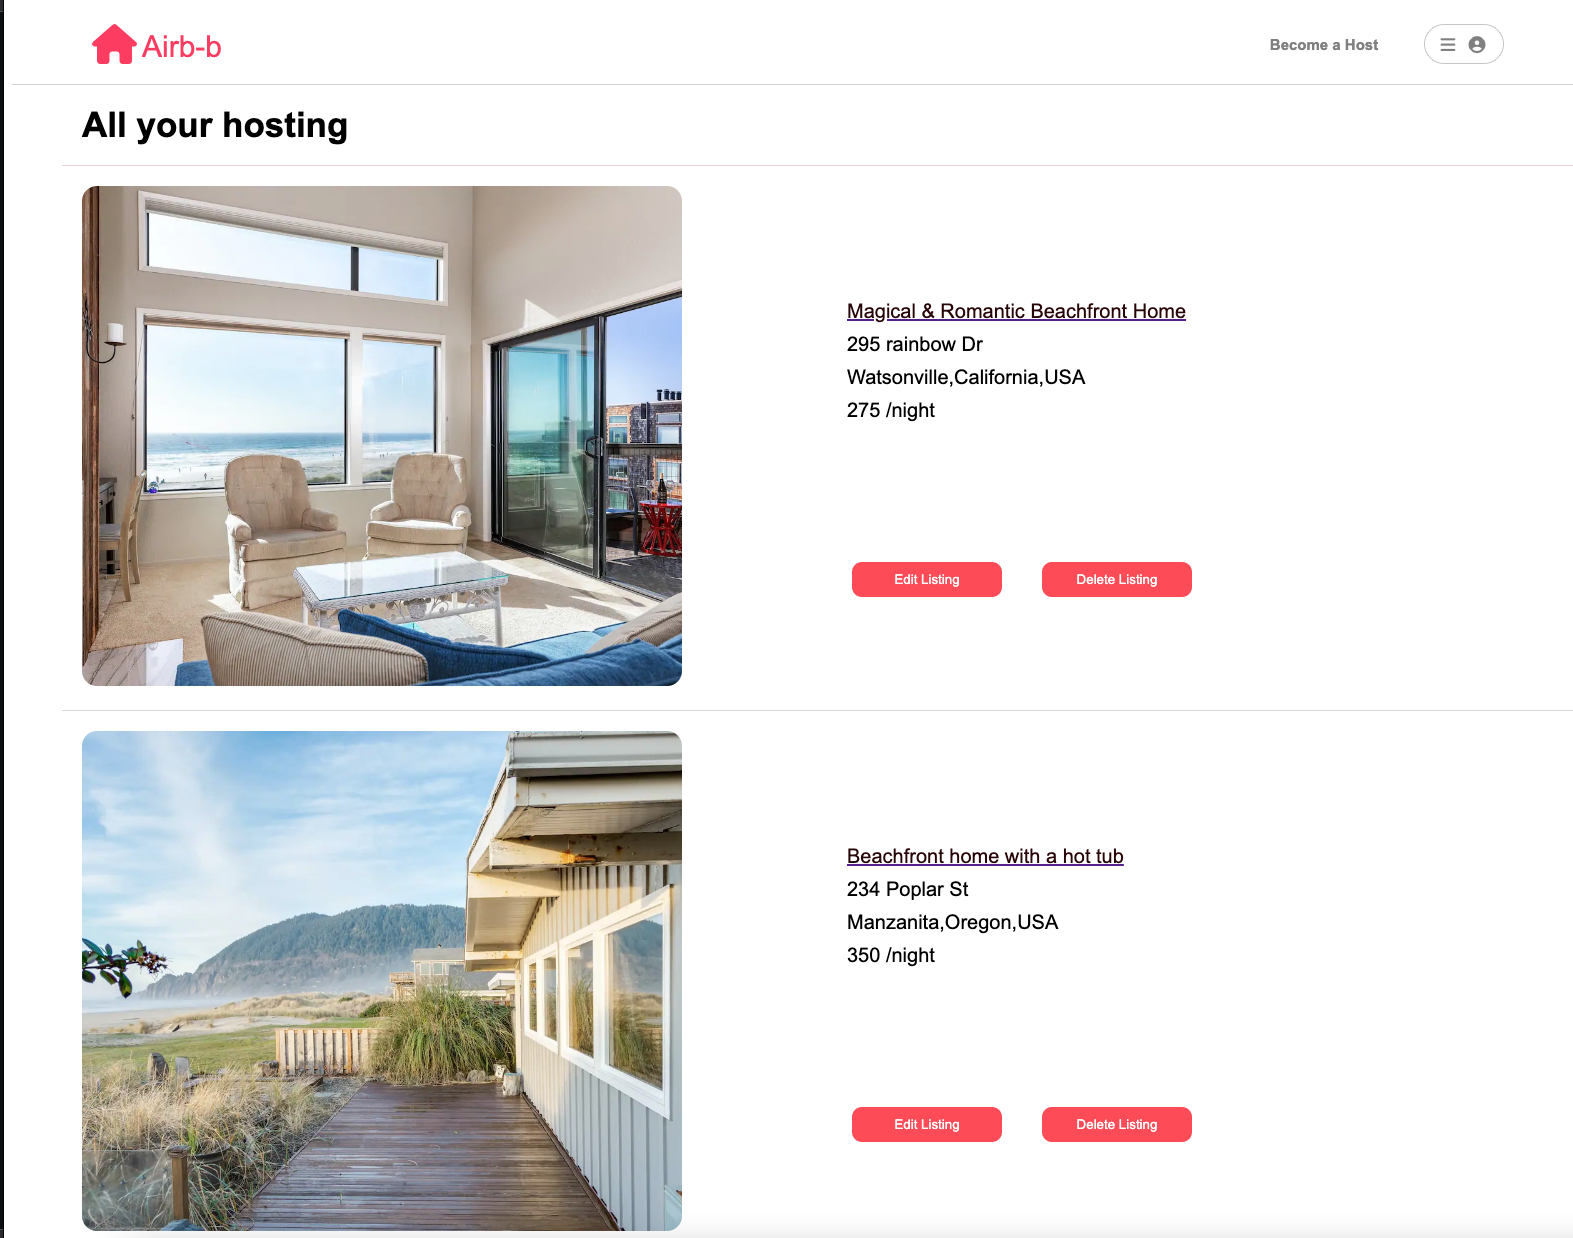 Airb-b
Become a Host
All your hosting
Magical & Romantic Beachfront Home
295 rainbow Dr
Watsonville,California,USA
275 /night
Edit Listing Delete Listing
Beachfront home with a hot tub
234 Poplar St
Manzanita,Oregon,USA
350 /night
Edit Listing Delete Listing